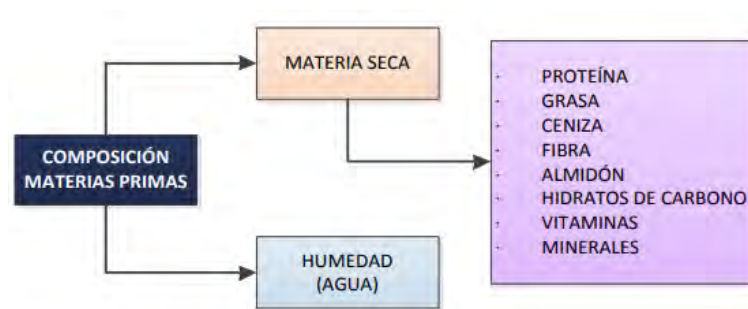 COMPOSICIÓN
MATERIAS PRIMAS
MATERIA SECA
HUMEDAD
(AGUA)
· PROTEÍNA
· GRASA
· CENIZA
· FIBRA
· ALMIDÓN
· HIDRATOS DE CARBONO
· VITAMINAS
· MINERALES